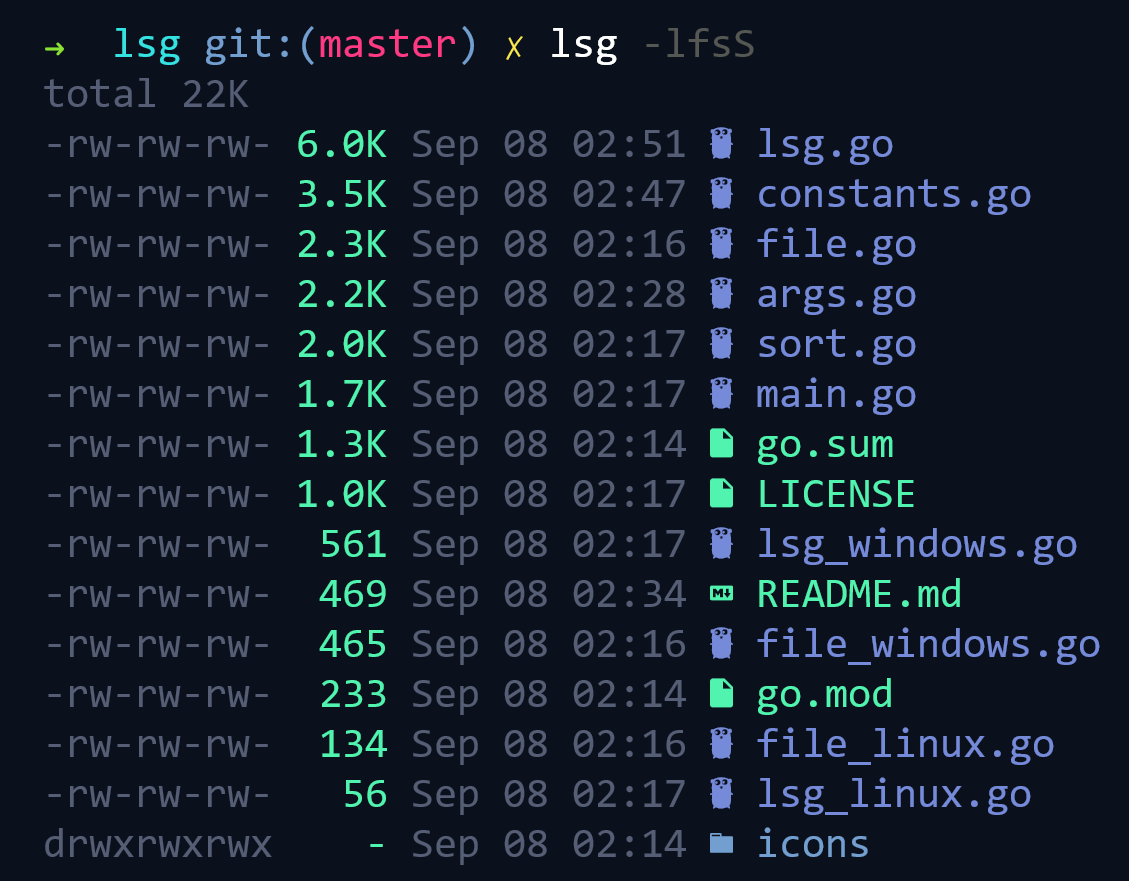 → lsg git:(master) ✗ lsg -lfsS
total 22K
-rw-rw-rw- 6.0K Sep 08 02:51 lsg.go
-rw-rw-rw- 3.5K Sep 08 02:47 constants.go
-rw-rw-rw- 2.3K Sep 08 02:16 file.go
-rw-rw-rw- 2.2K Sep 08 02:28 args.go
-rw-rw-rw- 2.0K Sep 08 02:17 sort.go
-rw-rw-rw- 1.7K Sep 08 02:17 main.go
-rw-rw-rw- 1.3K Sep 08 02:14 go.sum
-rw-rw-rw- 1.0K Sep 08 02:17 LICENSE
-rw-rw-rw- 561 Sep 08 02:17 lsg_windows.go
-rw-rw-rw- 469 Sep 08 02:34 README.md
-rw-rw-rw- 465 Sep 08 02:16 file_windows.go
-rw-rw-rw- 233 Sep 08 02:14 go.mod
-rw-rw-rw- 134 Sep 08 02:16 file_linux.go
-rw-rw-rw- 56 Sep 08 02:17 lsg_linux.go
drwxrwxrwx - Sep 08 02:14 icons